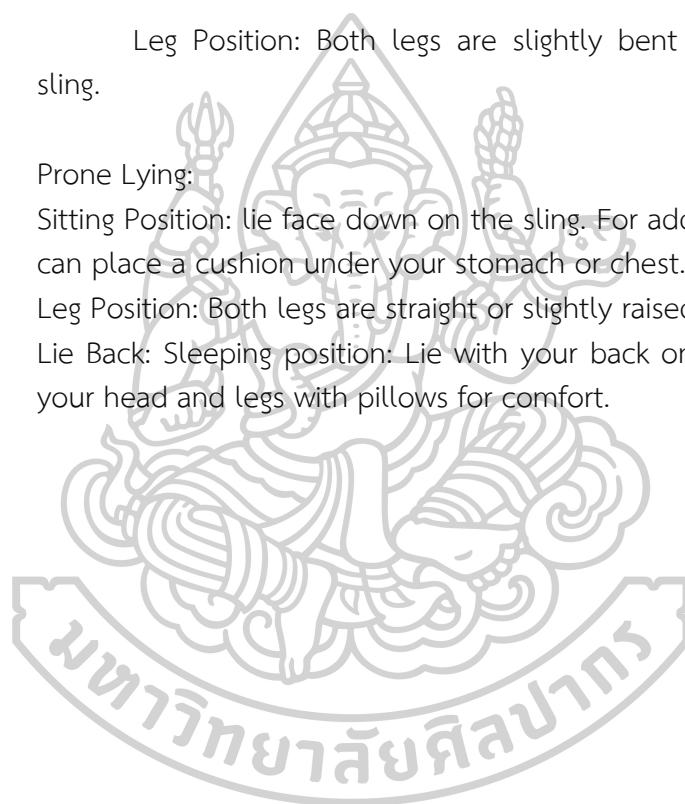 Leg Position: Both legs are slightly bent
sling.
Prone Lying:
Sitting Position: lie face down on the sling. For add
can place a cushion under your stomach or chest.
Leg Position: Both legs are straight or slightly raised
Lie Back: Sleeping position: Lie with your back on
your head and legs with pillows for comfort.
มหาวิทยาลัยศิลปากร